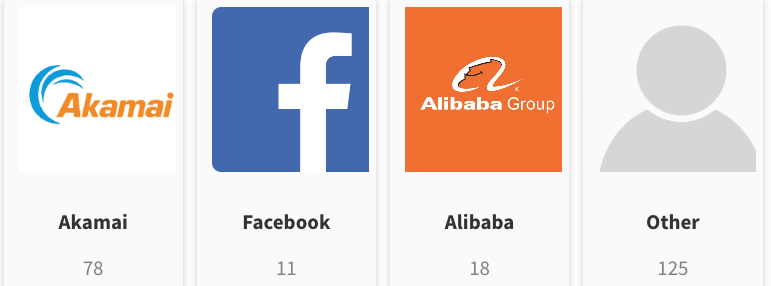 Akamai
Alibaba Group
Akamai
Facebook
Alibaba
Other
78
11
18
125